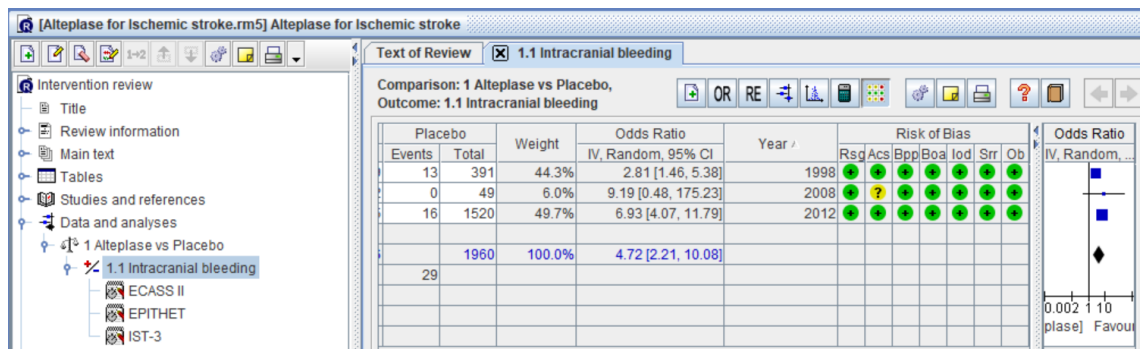 [Alteplase for Ischemic stroke.rm5] Alteplase for Ischemic stroke
1→2
Intervention review
Title
Review information
Main text
Tables
Studies and references
Data and analyses
1 Alteplase vs Placebo
1.1 Intracranial bleeding
ECASS II
EPITHET
IST-3
Text of Review 1.1 Intracranial bleeding
Comparison: 1 Alteplase vs Placebo,
Outcome: 1.1 Intracranial bleeding
OR RE
Placebo Weight Odds Ratio Year Risk of Bias Odds Ratio
Events Total IV, Random, 95% CI Rsg Acs Bpp Boa Iod Srr Ob IV, Random, ...
13 391 44.3% 2.81 [1.46, 5.38] 1998 + + + + + + +
0 49 6.0% 9.19 [0.48, 175.23] 2008 + ? + + + + +
16 1520 49.7% 6.93 [4.07, 11.79] 2012 + + + + + + +
1960 100.0% 4.72 [2.21, 10.08]
29
0.002 1 10
plase] Favou